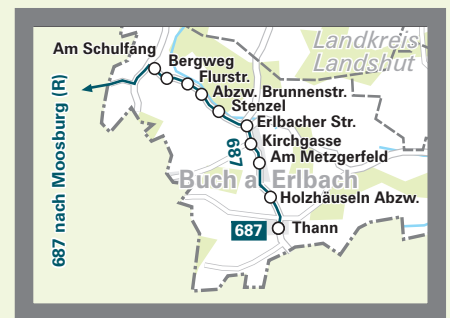 Landkreis
Landshut
Am Schulfang
Bergweg
Flurstr.
Abzw. Brunnenstr.
Stenzel
Erlbacher Str.
Kirchgasse
Am Metzgerfeld
687
Buch a. Erlbach
Holzhäuseln Abzw.
687
Thann
687 nach Moosburg (R)